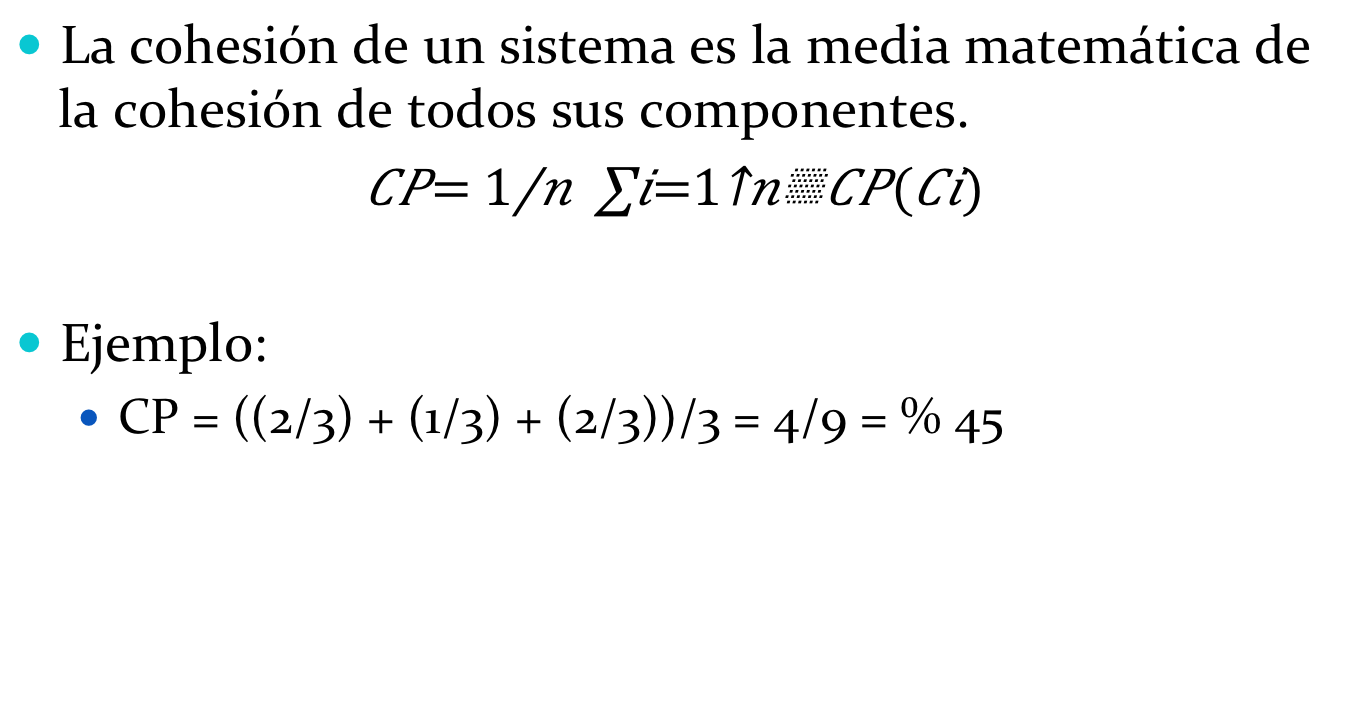 • La cohesión de un sistema es la media matemática de
la cohesión de todos sus componentes.
𝐶𝑃= 1/𝑛 ∑𝑖=1↑𝑛▒𝐶𝑃(𝐶𝑖)
• Ejemplo:
• CP = ((2/3) + (1/3) + (2/3))/3 = 4/9 = % 45